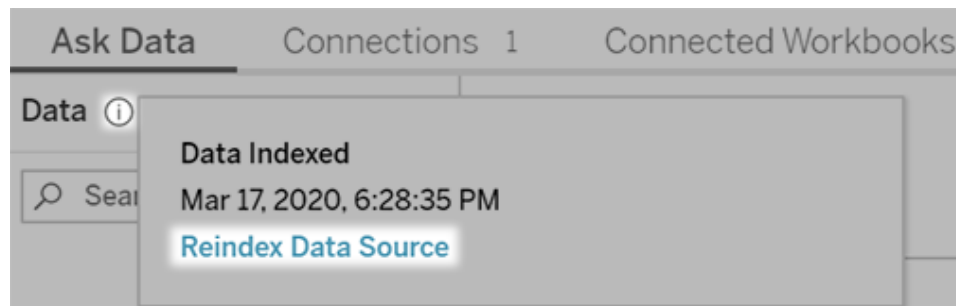 Ask Data Connections 1 Connected Workbooks
Data
Data Indexed
Mar 17, 2020, 6:28:35 PM
Sear
Reindex Data Source